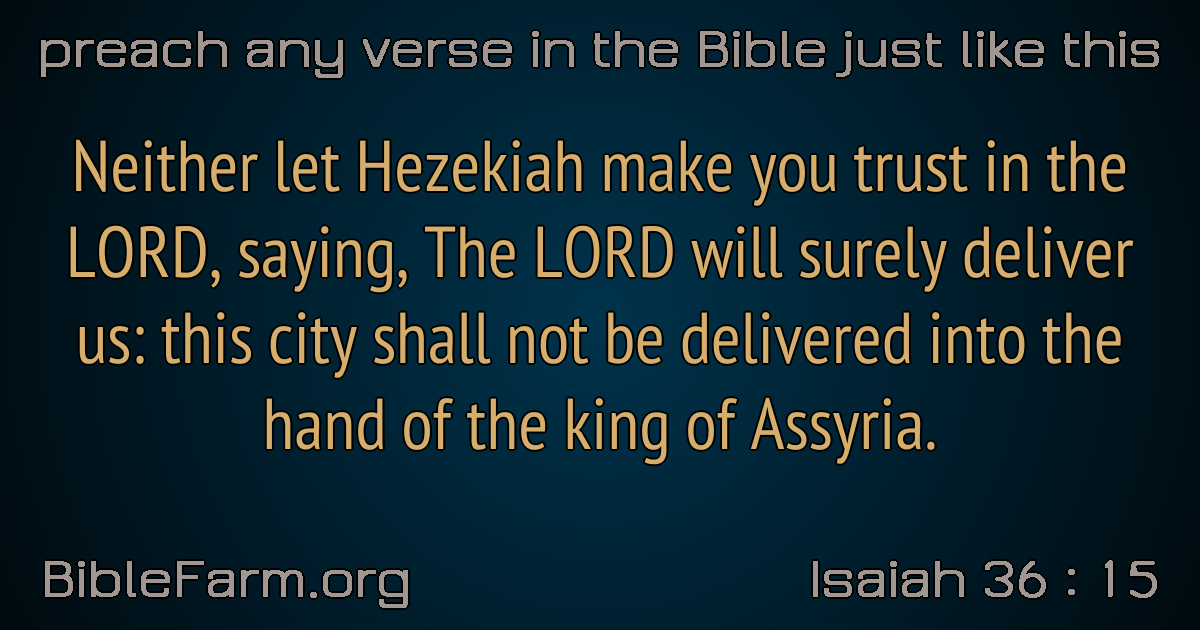 preach any verse in the Bible just like this
Neither let Hezekiah make you trust in the
LORD, saying, The LORD will surely deliver
us: this city shall not be delivered into the
hand of the king of Assyria.
BibleFarm.org
Isaiah 36 : 15